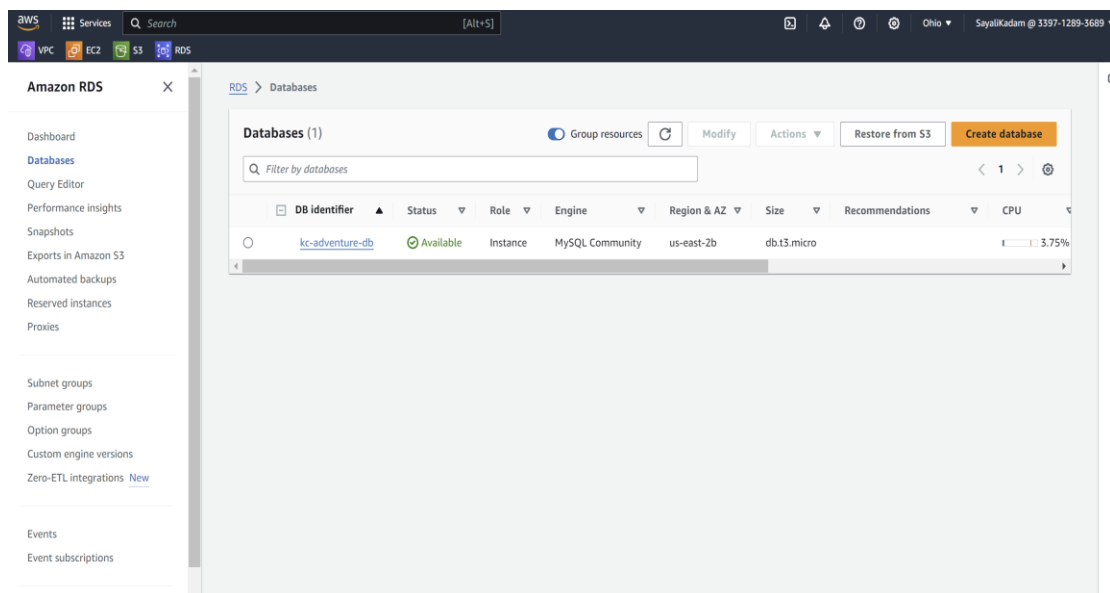 aws Services Search [Alt+S] Ohio SayaliKadam @ 3397-1289-3689
VPC EC2 S3 RDS
Amazon RDS
Dashboard
Databases
Query Editor
Performance insights
Snapshots
Exports in Amazon S3
Automated backups
Reserved instances
Proxies
Subnet groups
Parameter groups
Option groups
Custom engine versions
Zero-ETL integrations New
Events
Event subscriptions
RDS > Databases
Databases (1) Group resources Modify Actions Restore from S3 Create database
Filter by databases < 1 >
DB identifier Status Role Engine Region & AZ Size Recommendations CPU
kc-adventure-db Available Instance MySQL Community us-east-2b db.t3.micro 3.75%